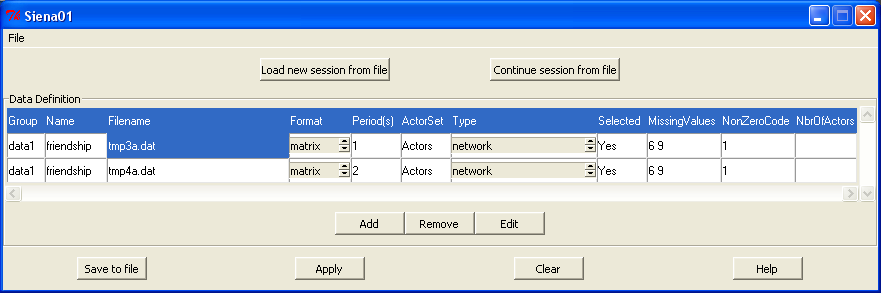 Siena01
File
Load new session from file Continue session from file
Data Definition
Group Name Filename Format Period(s) ActorSet Type Selected MissingValues NonZeroCode NbrOfActors
data1 friendship tmp3a.dat matrix 1 Actors network Yes 6 9 1
data1 friendship tmp4a.dat matrix 2 Actors network Yes 6 9 1
Add Remove Edit
Save to file Apply Clear Help